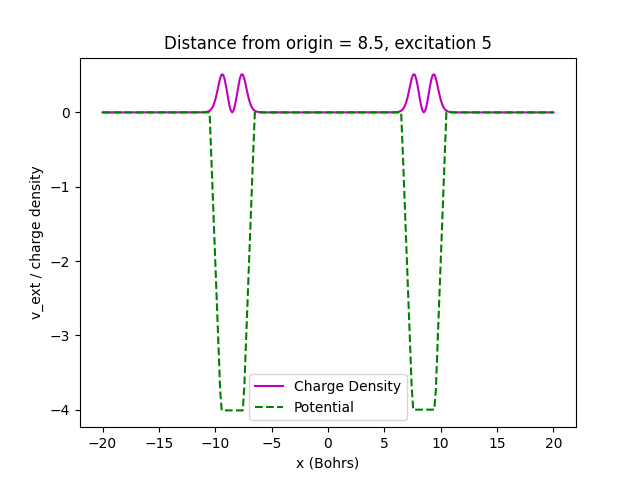 Distance from origin = 8.5, excitation 5
v_ext / charge density
0
−1
−2
−3
−4
Charge Density
Potential
−20 −15 −10 −5 0 5 10 15 20
x (Bohrs)